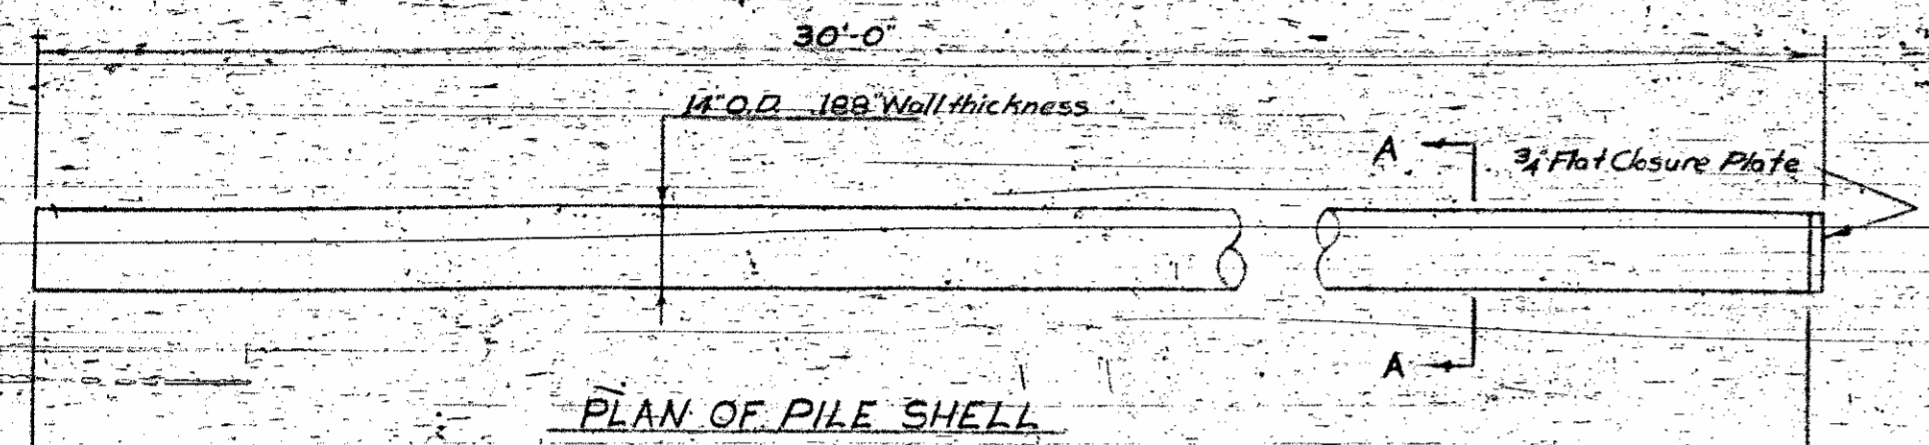 30'-0"
14" O.D. .188" Wall thickness
A
3/4" Flat Closure Plate
A
PLAN OF PILE SHELL